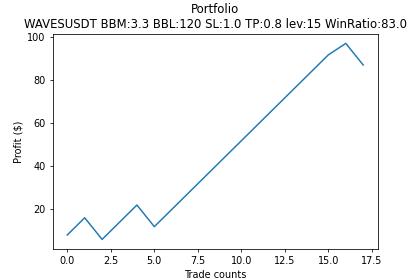 Portfolio
WAVESUSDT BBM:3.3 BBL:120 SL:1.0 TP:0.8 lev:15 WinRatio:83.0
100
80
60
40
20
Profit ($)
0.0 2.5 5.0 7.5 10.0 12.5 15.0 17.5
Trade counts